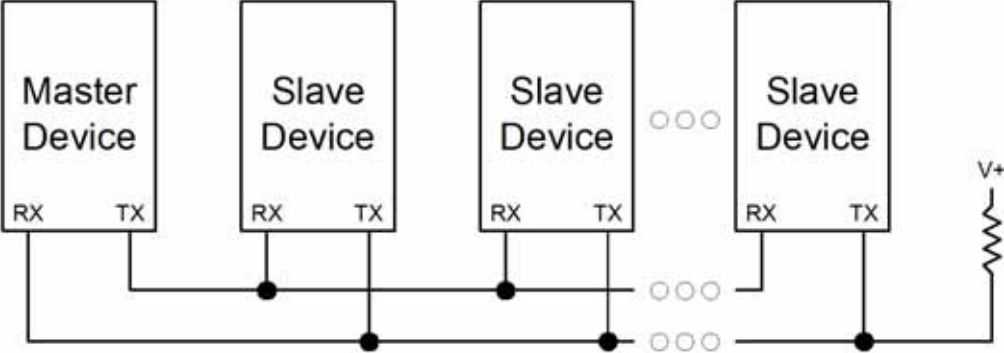 Master
Device
Slave
Device
Slave
Device
Slave
Device
V+
RX TX RX TX RX TX RX TX